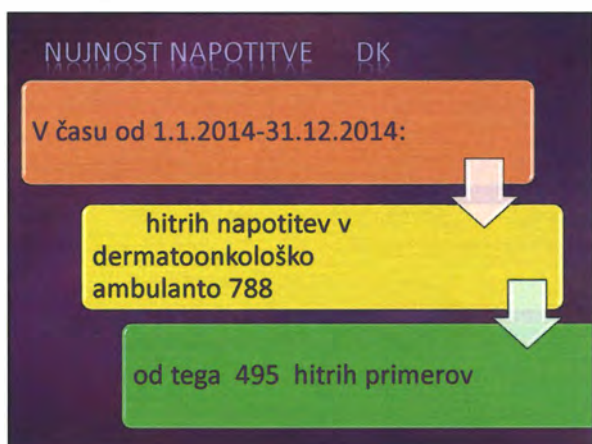 NUJNOST NAPOTITVE DK
V času od 1.1.2014-31.12.2014:
hitrih napotitev v
dermatoonkološko
ambulanto 788
od tega 495 hitrih primerov